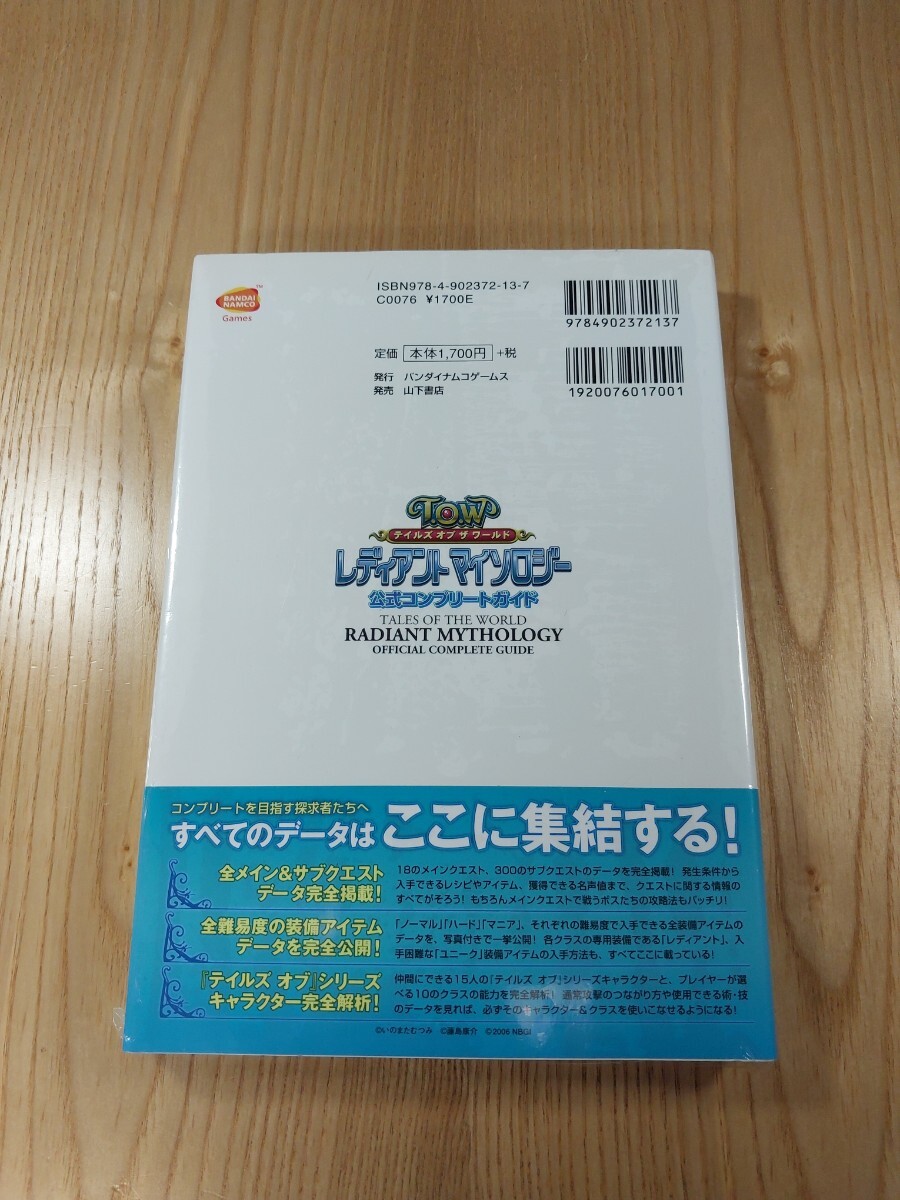 BANDAI
NAMCO
Games
ISBN978-4-902372-13-7
C0076 ¥1700E
9784902372137
定価 本体1,700円 +税
発行 バンダイナムコゲームス
発売 山下書店
1920076017001
T.O.W
テイルズ オブ ザ ワールド
レディアント マイソロジー
公式コンプリートガイド
TALES OF THE WORLD
RADIANT MYTHOLOGY
OFFICIAL COMPLETE GUIDE
コンプリートを目指す探求者たちへ
すべてのデータは ここに集結する!
全メイン&サブクエスト
データ完全掲載!
18のメインクエスト、300のサブクエストのデータを完全掲載! 発生条件から
入手できるレシピやアイテム、獲得できる名声値まで、クエストに関する情報の
すべてがそろう! もちろんメインクエストで戦うボスたちの攻略法もバッチリ!
全難易度の装備アイテム
データを完全公開!
「ノーマル」「ハード」「マニア」、それぞれの難易度で入手できる全装備アイテムの
データを、写真付きで一挙公開! 各クラスの専用装備である「レディアント」、入
手困難な「ユニーク」装備アイテムの入手方法も、すべてここに載っている!
『テイルズ オブ』シリーズ
キャラクター完全解析!
仲間にできる15人の『テイルズ オブ』シリーズキャラクターと、プレイヤーが選
べる10のクラスの能力を完全解析! 通常攻撃のつながり方や使用できる術・技
のデータを見れば、必ずそのキャラクター&クラスを使いこなせるようになる!
©いのまたむつみ ©藤島康介 ©2006 NBGI